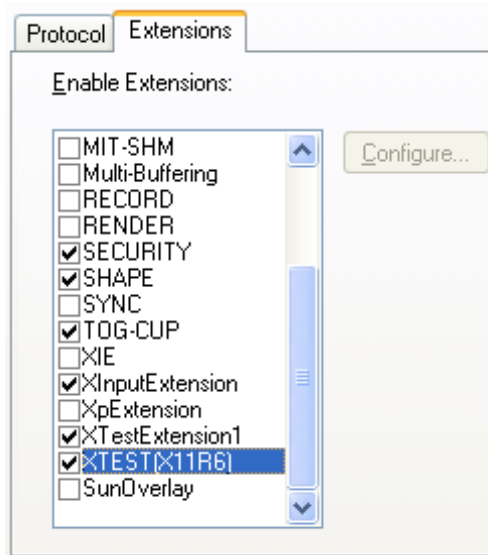 Protocol Extensions
Enable Extensions:
MIT-SHM
Configure...
Multi-Buffering
RECORD
RENDER
SECURITY
SHAPE
SYNC
TOG-CUP
XIE
XInputExtension
XpExtension
XTestExtension1
XTEST(X11R6)
SunOverlay